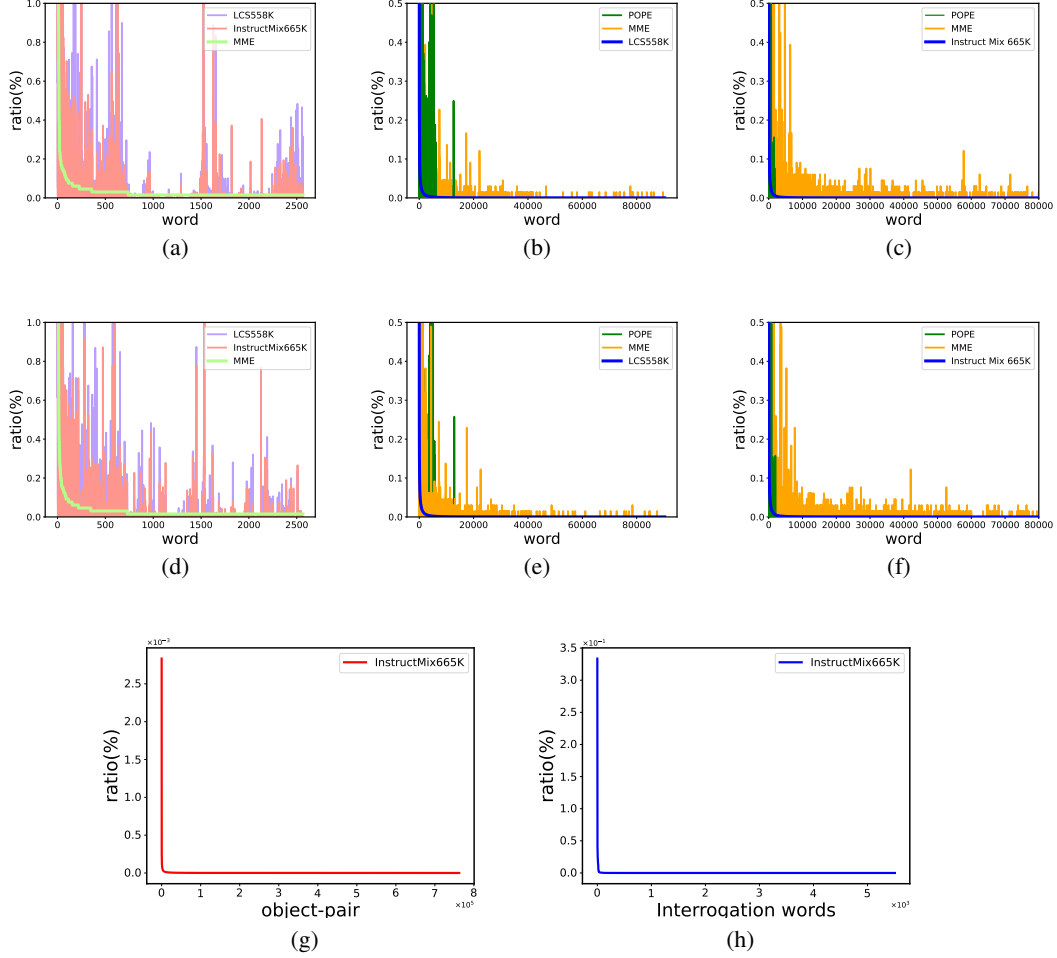 1.0
0.8
0.6
0.4
0.2
0.0
ratio(%)
0 500 1000 1500 2000 2500
word
LCS558K
InstructMix665K
MME
(a)
0.5
0.4
0.3
0.2
0.1
0.0
ratio(%)
0 20000 40000 60000 80000
word
POPE
MME
LCS558K
(b)
0.5
0.4
0.3
0.2
0.1
0.0
ratio(%)
0 10000 20000 30000 40000 50000 60000 70000 80000
word
POPE
MME
Instruct Mix 665K
(c)
1.0
0.8
0.6
0.4
0.2
0.0
ratio(%)
0 500 1000 1500 2000 2500
word
LCS558K
InstructMix665K
MME
(d)
0.5
0.4
0.3
0.2
0.1
0.0
ratio(%)
0 20000 40000 60000 80000
word
POPE
MME
LCS558K
(e)
0.5
0.4
0.3
0.2
0.1
0.0
ratio(%)
0 10000 20000 30000 40000 50000 60000 70000 80000
word
POPE
MME
Instruct Mix 665K
(f)
×10⁻³
2.5
2.0
1.5
1.0
0.5
0.0
ratio(%)
0 1 2 3 4 5 6 7 8
×10⁵
object-pair
InstructMix665K
(g)
×10⁻¹
3.5
3.0
2.5
2.0
1.5
1.0
0.5
0.0
ratio(%)
0 1 2 3 4 5
×10³
Interrogation words
InstructMix665K
(h)